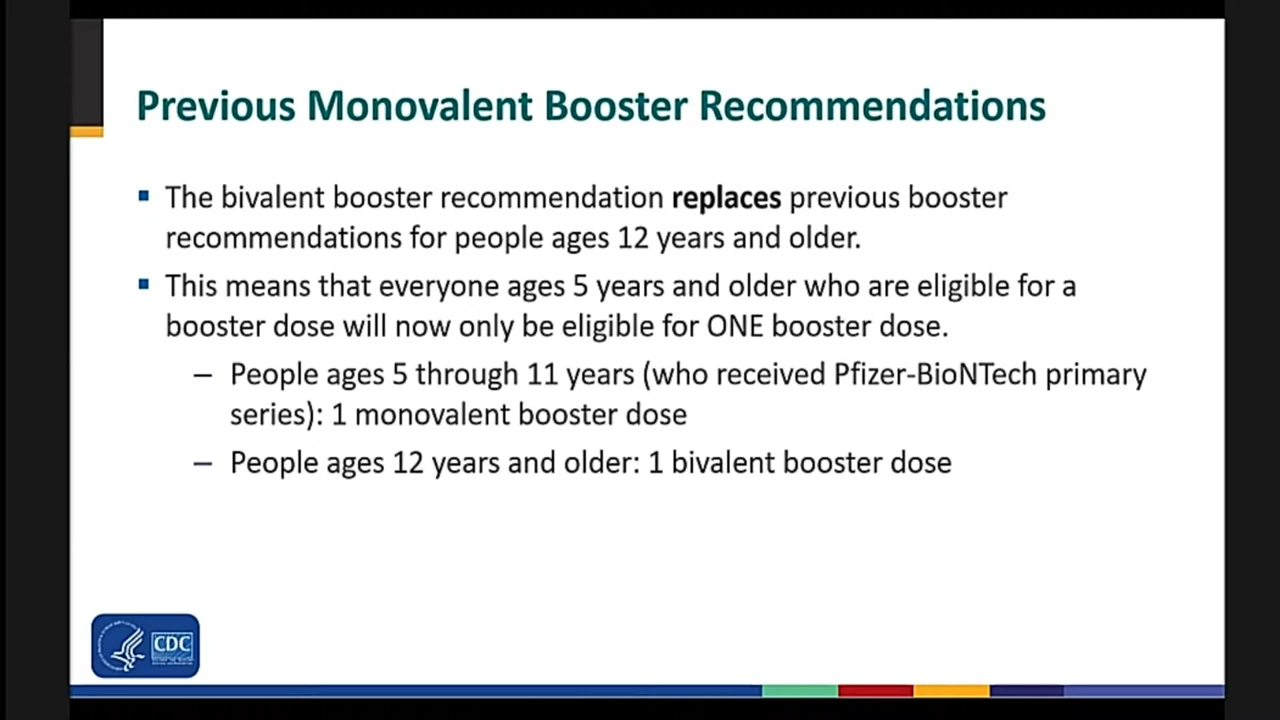 Previous Monovalent Booster Recommendations
▪ The bivalent booster recommendation replaces previous booster
recommendations for people ages 12 years and older.
▪ This means that everyone ages 5 years and older who are eligible for a
booster dose will now only be eligible for ONE booster dose.
– People ages 5 through 11 years (who received Pfizer-BioNTech primary
series): 1 monovalent booster dose
– People ages 12 years and older: 1 bivalent booster dose
CDC